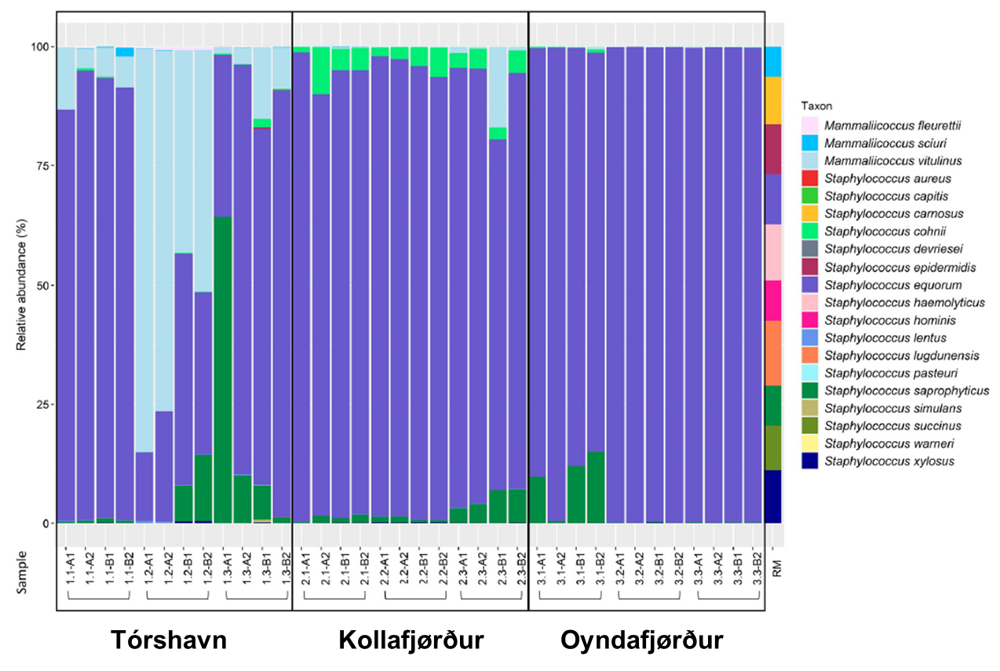 100
75
50
25
0
Relative abundance (%)
Sample
1.1-A1
1.1-A2
1.1-B1
1.1-B2
1.2-A1
1.2-A2
1.2-B1
1.2-B2
1.3-A1
1.3-A2
1.3-B1
1.3-B2
2.1-A1
2.1-A2
2.1-B1
2.1-B2
2.2-A1
2.2-A2
2.2-B1
2.2-B2
2.3-A1
2.3-A2
2.3-B1
2.3-B2
3.1-A1
3.1-A2
3.1-B1
3.1-B2
3.2-A1
3.2-A2
3.2-B1
3.2-B2
3.3-A1
3.3-A2
3.3-B1
3.3-B2
RM
Tórshavn
Kollafjørður
Oyndafjørður
Taxon
Mammaliicoccus fleurettii
Mammaliicoccus sciuri
Mammaliicoccus vitulinus
Staphylococcus aureus
Staphylococcus capitis
Staphylococcus carnosus
Staphylococcus cohnii
Staphylococcus devriesei
Staphylococcus epidermidis
Staphylococcus equorum
Staphylococcus haemolyticus
Staphylococcus hominis
Staphylococcus lentus
Staphylococcus lugdunensis
Staphylococcus pasteuri
Staphylococcus saprophyticus
Staphylococcus simulans
Staphylococcus succinus
Staphylococcus warneri
Staphylococcus xylosus